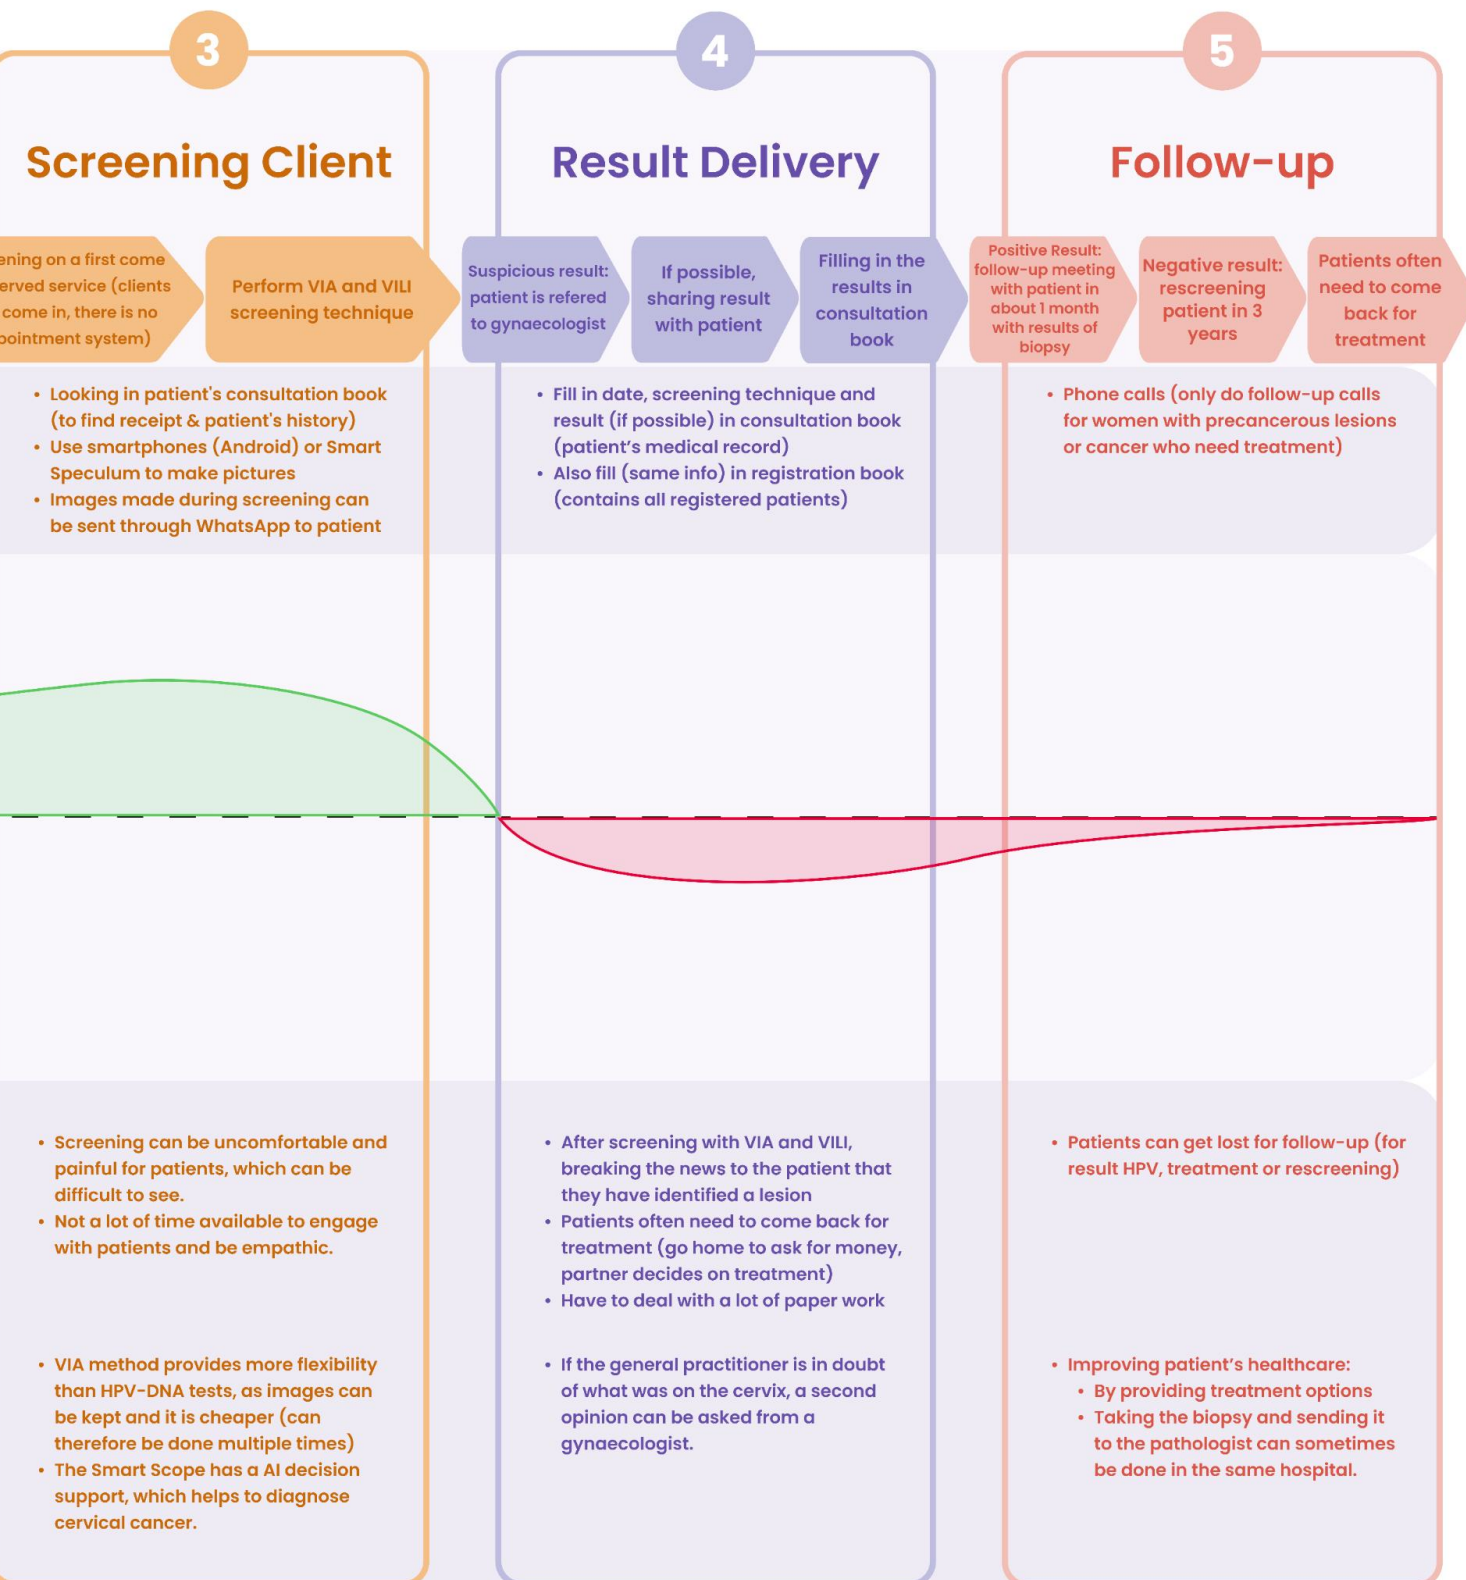 3
4
5
Screening Client
Result Delivery
Follow-up
on a first come
service (clients
come in, there is no
system)
Perform VIA and VILI
screening technique
Suspicious result:
patient is refered
to gynaecologist
If possible,
sharing result
with patient
Filling in the
results in
consultation
book
Positive Result:
follow-up meeting
with patient in
about 1 month
with results of
biopsy
Negative result:
rescreening
patient in 3
years
Patients often
need to come
back for
treatment
• Looking in patient's consultation book
(to find receipt & patient's history)
• Use smartphones (Android) or Smart
Speculum to make pictures
• Images made during screening can
be sent through WhatsApp to patient
• Fill in date, screening technique and
result (if possible) in consultation book
(patient's medical record)
• Also fill (same info) in registration book
(contains all registered patients)
• Phone calls (only do follow-up calls
for women with precancerous lesions
or cancer who need treatment)
• Screening can be uncomfortable and
painful for patients, which can be
difficult to see.
• Not a lot of time available to engage
with patients and be empathic.
• After screening with VIA and VILI,
breaking the news to the patient that
they have identified a lesion
• Patients often need to come back for
treatment (go home to ask for money,
partner decides on treatment)
• Have to deal with a lot of paper work
• Patients can get lost for follow-up (for
result HPV, treatment or rescreening)
• VIA method provides more flexibility
than HPV-DNA tests, as images can
be kept and it is cheaper (can
therefore be done multiple times)
• The Smart Scope has a AI decision
support, which helps to diagnose
cervical cancer.
• If the general practitioner is in doubt
of what was on the cervix, a second
opinion can be asked from a
gynaecologist.
• Improving patient's healthcare:
• By providing treatment options
• Taking the biopsy and sending it
to the pathologist can sometimes
be done in the same hospital.